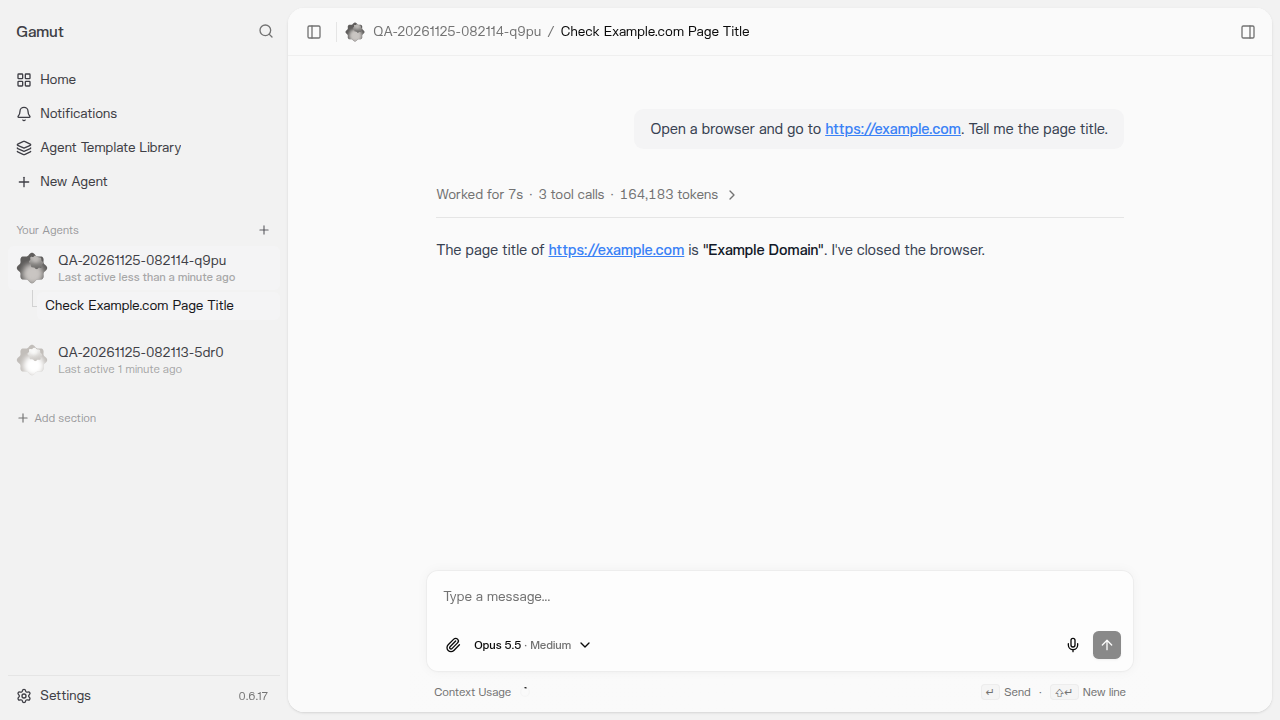 Gamut
Home
Notifications
Agent Template Library
New Agent
Your Agents
QA-20261125-082114-q9pu
Last active less than a minute ago
Check Example.com Page Title
QA-20261125-082113-5dr0
Last active 1 minute ago
Add section
Settings
0.6.17
QA-20261125-082114-q9pu / Check Example.com Page Title
Open a browser and go to https://example.com. Tell me the page title.
Worked for 7s · 3 tool calls · 164,183 tokens
The page title of https://example.com is "Example Domain". I've closed the browser.
Type a message...
Opus 5.5 · Medium
Context Usage
Send · New line